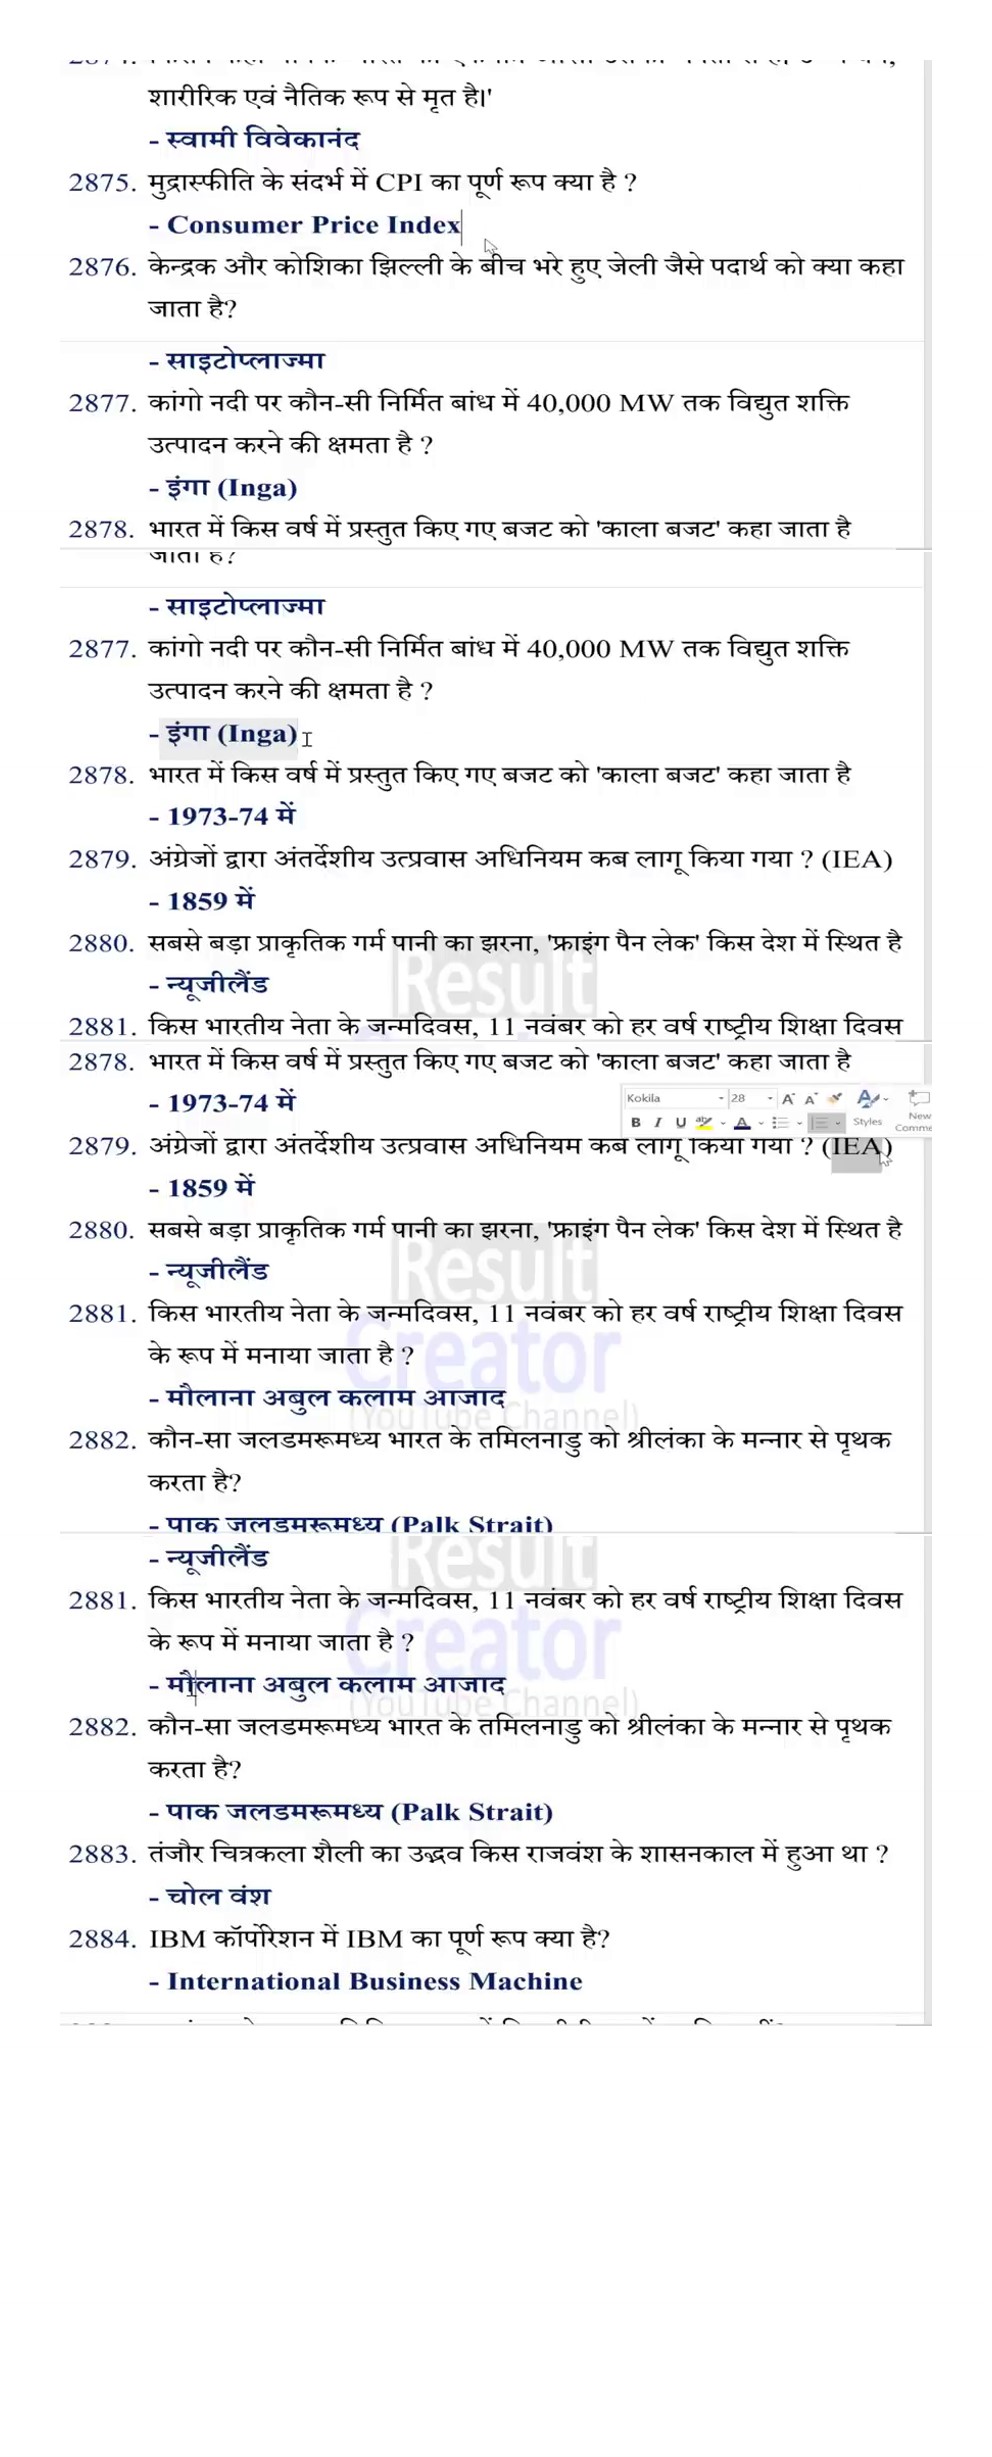 शारीरिक एवं नैतिक रूप से मृत है।'
- स्वामी विवेकानंद
2875. मुद्रास्फीति के संदर्भ में CPI का पूर्ण रूप क्या है ?
- Consumer Price Index
2876. केन्द्रक और कोशिका झिल्ली के बीच भरे हुए जेली जैसे पदार्थ को क्या कहा
जाता है?
- साइटोप्लाज्मा
2877. कांगो नदी पर कौन-सी निर्मित बांध में 40,000 MW तक विद्युत शक्ति
उत्पादन करने की क्षमता है ?
- इंगा (Inga)
2878. भारत में किस वर्ष में प्रस्तुत किए गए बजट को 'काला बजट' कहा जाता है
जाता है?
- साइटोप्लाज्मा
2877. कांगो नदी पर कौन-सी निर्मित बांध में 40,000 MW तक विद्युत शक्ति
उत्पादन करने की क्षमता है ?
- इंगा (Inga)
2878. भारत में किस वर्ष में प्रस्तुत किए गए बजट को 'काला बजट' कहा जाता है
- 1973-74 में
2879. अंग्रेजों द्वारा अंतर्देशीय उत्प्रवास अधिनियम कब लागू किया गया ? (IEA)
- 1859 में
2880. सबसे बड़ा प्राकृतिक गर्म पानी का झरना, 'फ्राइंग पैन लेक' किस देश में स्थित है
Result
- न्यूजीलैंड
2881. किस भारतीय नेता के जन्मदिवस, 11 नवंबर को हर वर्ष राष्ट्रीय शिक्षा दिवस
2878. भारत में किस वर्ष में प्रस्तुत किए गए बजट को 'काला बजट' कहा जाता है
- 1973-74 में
Kokila 28
B I U A Styles New
Comme
2879. अंग्रेजों द्वारा अंतर्देशीय उत्प्रवास अधिनियम कब लागू किया गया ? (IEA)
- 1859 में
2880. सबसे बड़ा प्राकृतिक गर्म पानी का झरना, 'फ्राइंग पैन लेक' किस देश में स्थित है
Result
- न्यूजीलैंड
2881. किस भारतीय नेता के जन्मदिवस, 11 नवंबर को हर वर्ष राष्ट्रीय शिक्षा दिवस
Creator
के रूप में मनाया जाता है ?
- मौलाना अबुल कलाम आजाद
(YouTube Channel)
2882. कौन-सा जलडमरूमध्य भारत के तमिलनाडु को श्रीलंका के मन्नार से पृथक
करता है?
- पाक जलडमरूमध्य (Palk Strait)
Result
- न्यूजीलैंड
2881. किस भारतीय नेता के जन्मदिवस, 11 नवंबर को हर वर्ष राष्ट्रीय शिक्षा दिवस
Creator
के रूप में मनाया जाता है ?
- मौलाना अबुल कलाम आजाद
(YouTube Channel)
2882. कौन-सा जलडमरूमध्य भारत के तमिलनाडु को श्रीलंका के मन्नार से पृथक
करता है?
- पाक जलडमरूमध्य (Palk Strait)
2883. तंजौर चित्रकला शैली का उद्भव किस राजवंश के शासनकाल में हुआ था ?
- चोल वंश
2884. IBM कॉर्पोरेशन में IBM का पूर्ण रूप क्या है?
- International Business Machine